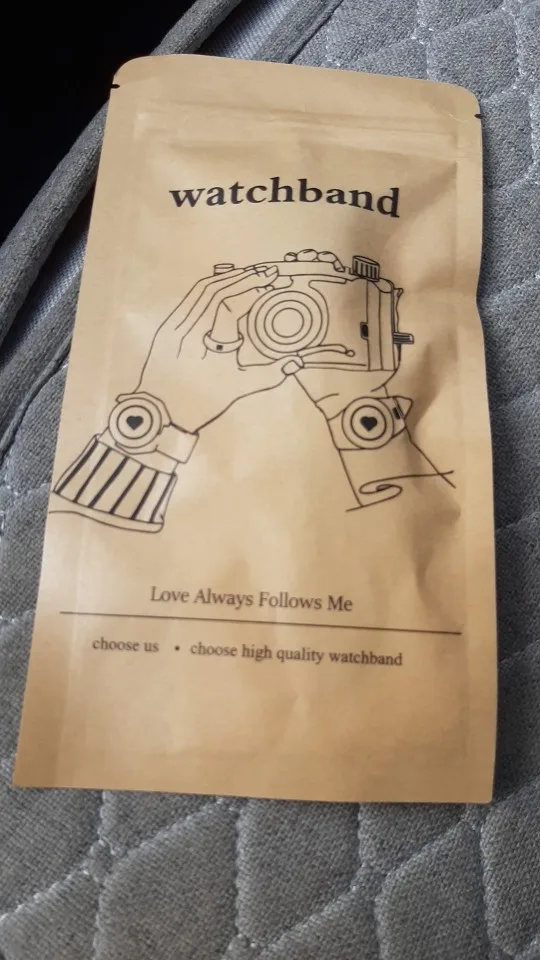 watchband
Love Always Follows Me
choose us • choose high quality watchband